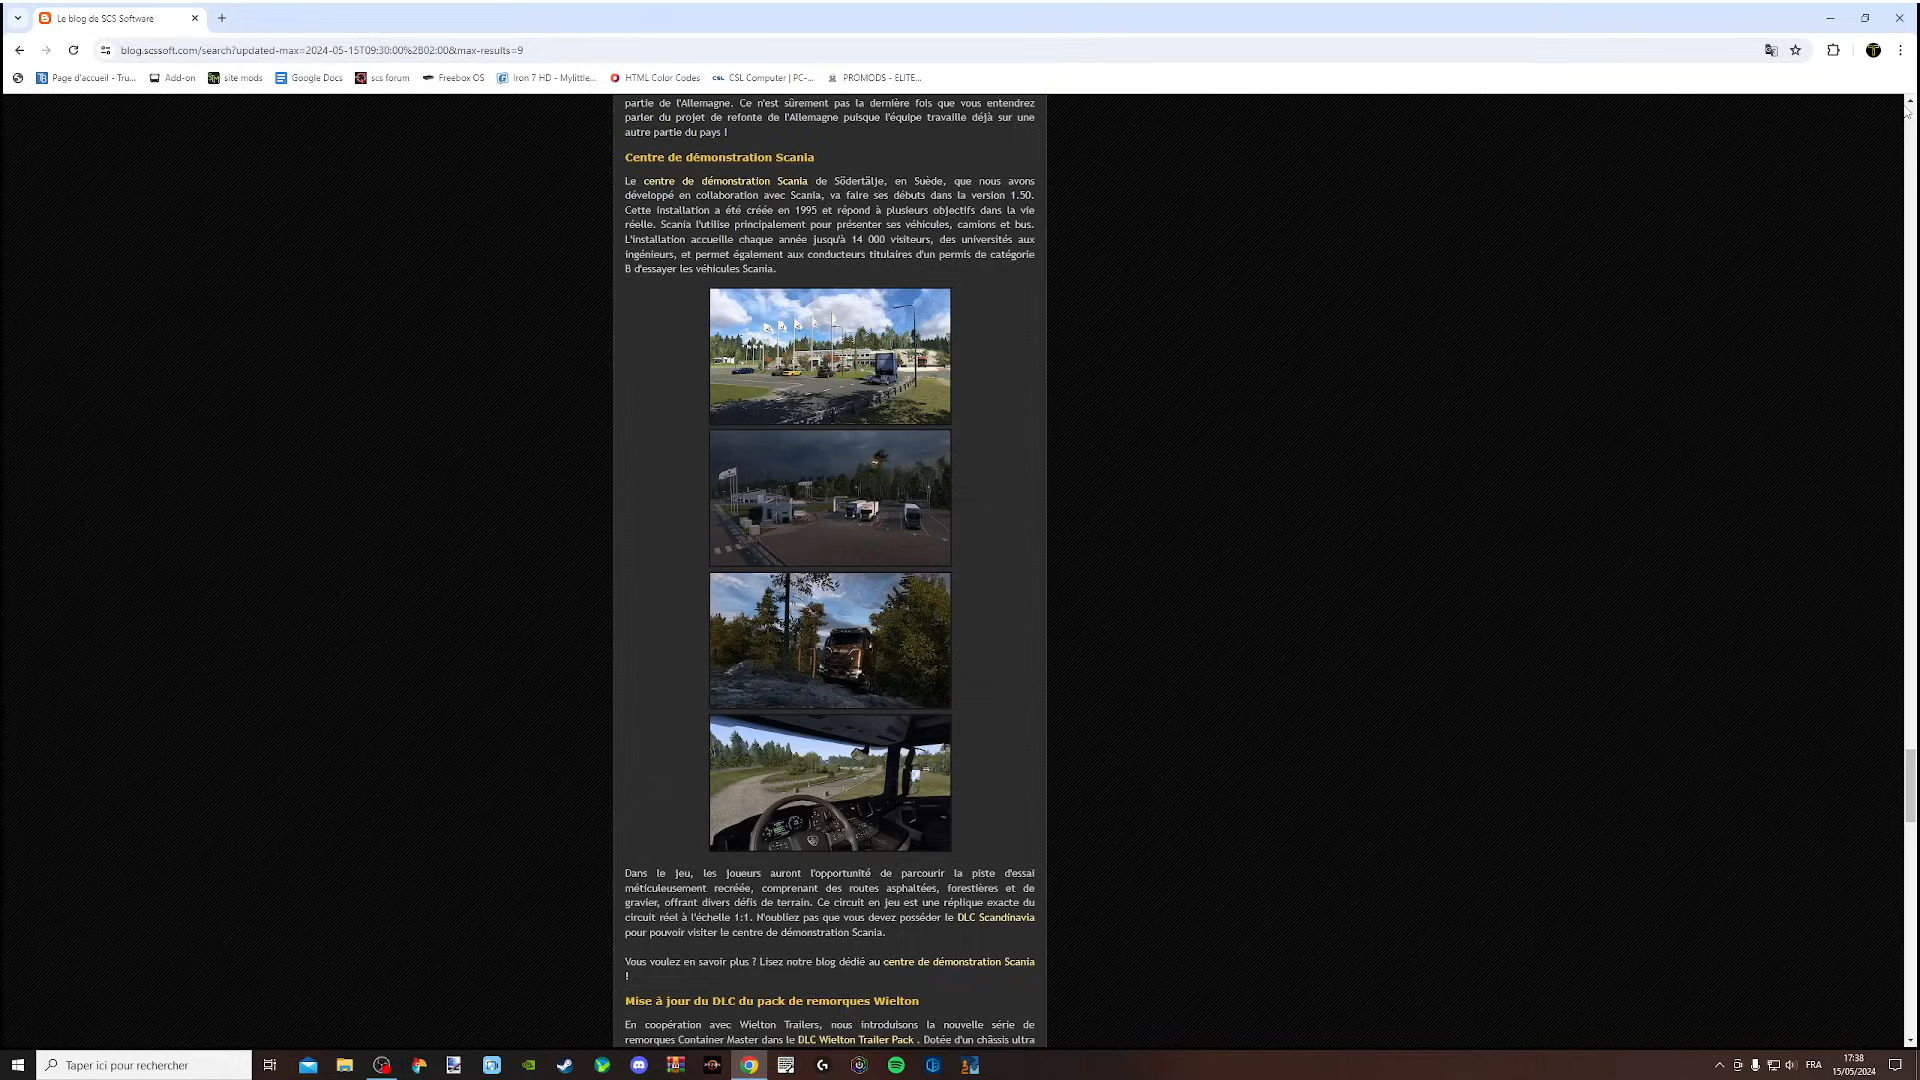 Le blog de SCS Software
blog.scssoft.com/search?updated-max=2024-05-15T09:30:00%2B02:00&max-results=9
Page d'accueil - Tru...
Add-on
site mods
Google Docs
scs forum
Freebox OS
Iron 7 HD - Mylittle...
HTML Color Codes
CSL Computer | PC-...
PROMODS - ELITE...
partie de l'Allemagne. Ce n'est sûrement pas la dernière fois que vous entendrez
parler du projet de refonte de l'Allemagne puisque l'équipe travaille déjà sur une
autre partie du pays !
Centre de démonstration Scania
Le centre de démonstration Scania de Södertälje, en Suède, que nous avons
développé en collaboration avec Scania, va faire ses débuts dans la version 1.50.
Cette installation a été créée en 1995 et répond à plusieurs objectifs dans la vie
réelle. Scania l'utilise principalement pour présenter ses véhicules, camions et bus.
L'installation accueille chaque année jusqu'à 14 000 visiteurs, des universités aux
ingénieurs, et permet également aux conducteurs titulaires d'un permis de catégorie
B d'essayer les véhicules Scania.
Dans le jeu, les joueurs auront l'opportunité de parcourir la piste d'essai
méticuleusement recréée, comprenant des routes asphaltées, forestières et de
gravier, offrant divers défis de terrain. Ce circuit en jeu est une réplique exacte du
circuit réel à l'échelle 1:1. N'oubliez pas que vous devez posséder le DLC Scandinavia
pour pouvoir visiter le centre de démonstration Scania.
Vous voulez en savoir plus ? Lisez notre blog dédié au centre de démonstration Scania
!
Mise à jour du DLC du pack de remorques Wielton
En coopération avec Wielton Trailers, nous introduisons la nouvelle série de
remorques Container Master dans le DLC Wielton Trailer Pack . Dotée d'un châssis ultra
Taper ici pour rechercher
FRA
17:38
15/05/2024